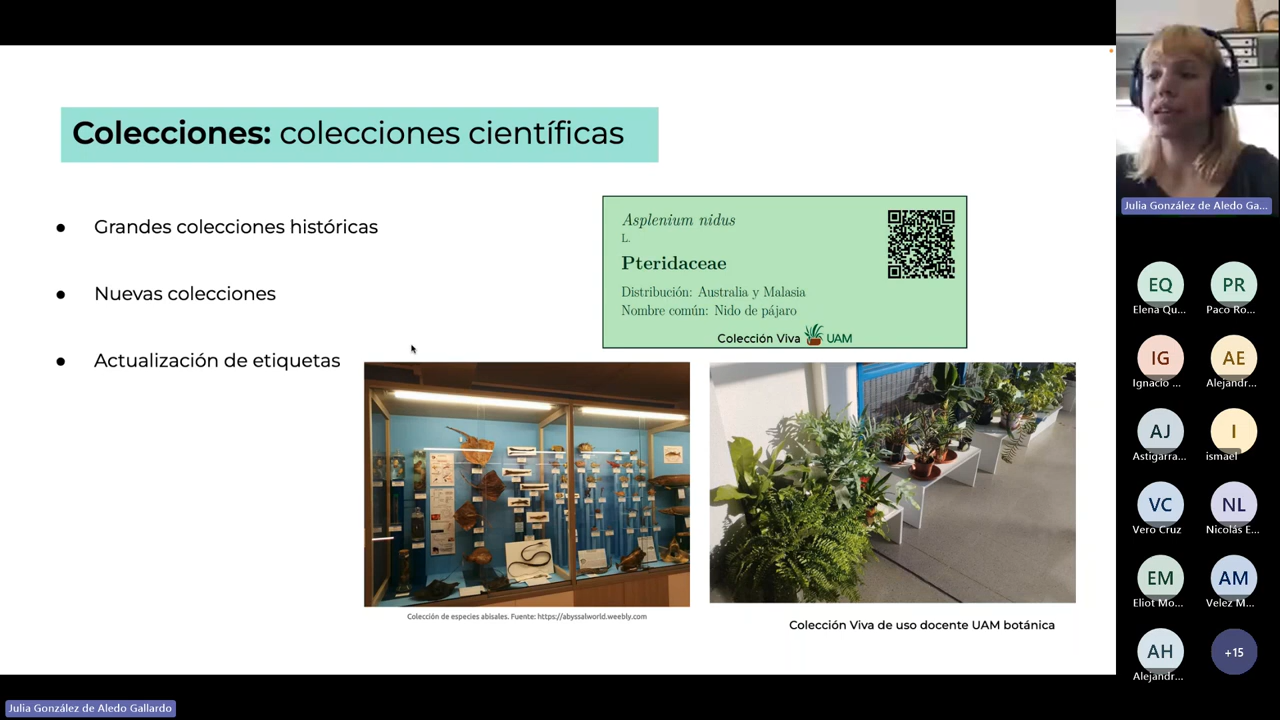 Colecciones: colecciones científicas
Grandes colecciones históricas
Nuevas colecciones
Actualización de etiquetas
Asplenium nidus
L.
Pteridaceae
Distribución: Australia y Malasia
Nombre común: Nido de pájaro
Colección Viva UAM
Colección de especies abisales. Fuente: https://abyssalworld.weebly.com
Colección Viva de uso docente UAM botánica
Julia González de Aledo Ga...
EQ
Elena Qu...
PR
Paco Ro...
IG
Ignacio ...
AE
Alejandr...
AJ
Astigarra...
I
ismael
VC
Vero Cruz
NL
Nicolás E...
EM
Eliot Mo...
AM
Velez M...
AH
Alejandr...
+15
Julia González de Aledo Gallardo